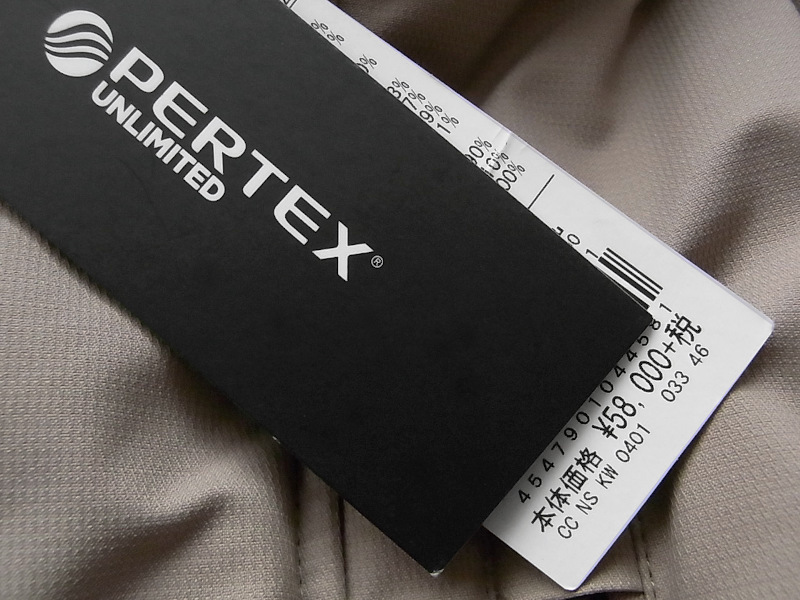 PERTEX®
UNLIMITED
4547901044581
本体価格 ¥58,000+税
CC NS KW 0401 033 46